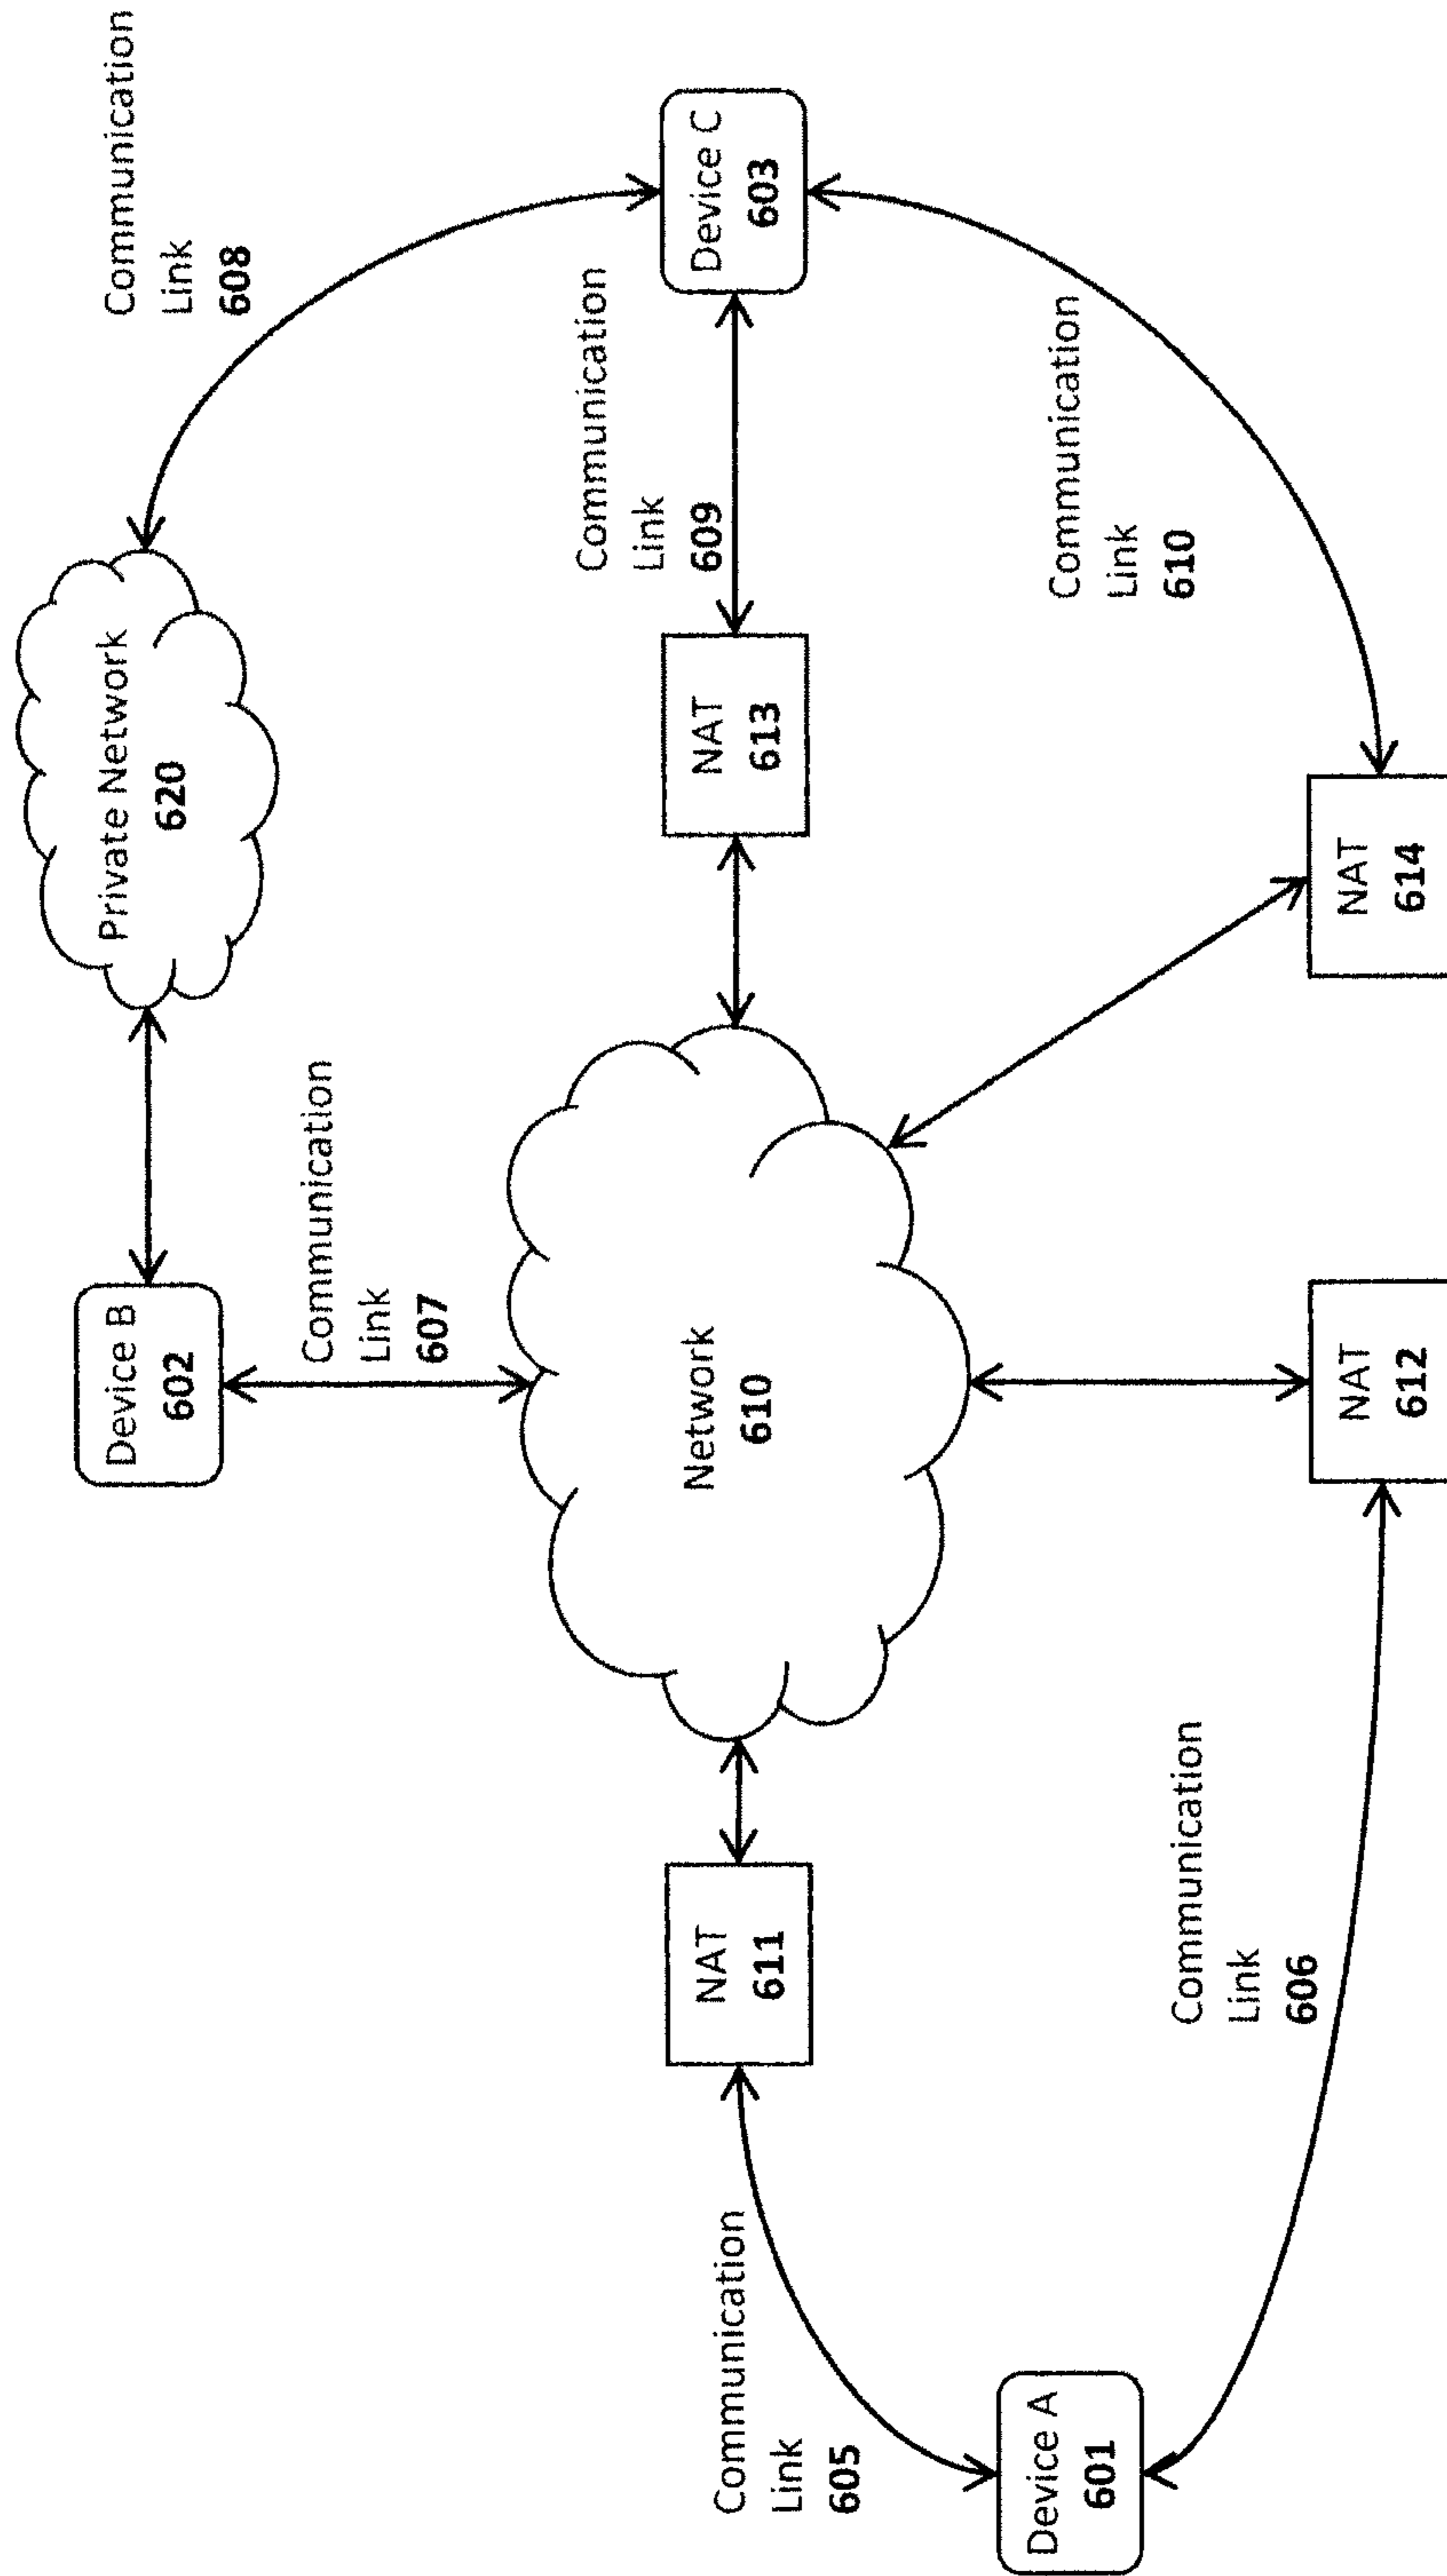 Communication
Link
608
Private Network
620
Device B
602
Communication
Link
607
Communication
Link
609
Device C
603
NAT
613
Network
610
NAT
611
Communication
Link
605
Communication
Link
610
Device A
601
Communication
Link
606
NAT
612
NAT
614